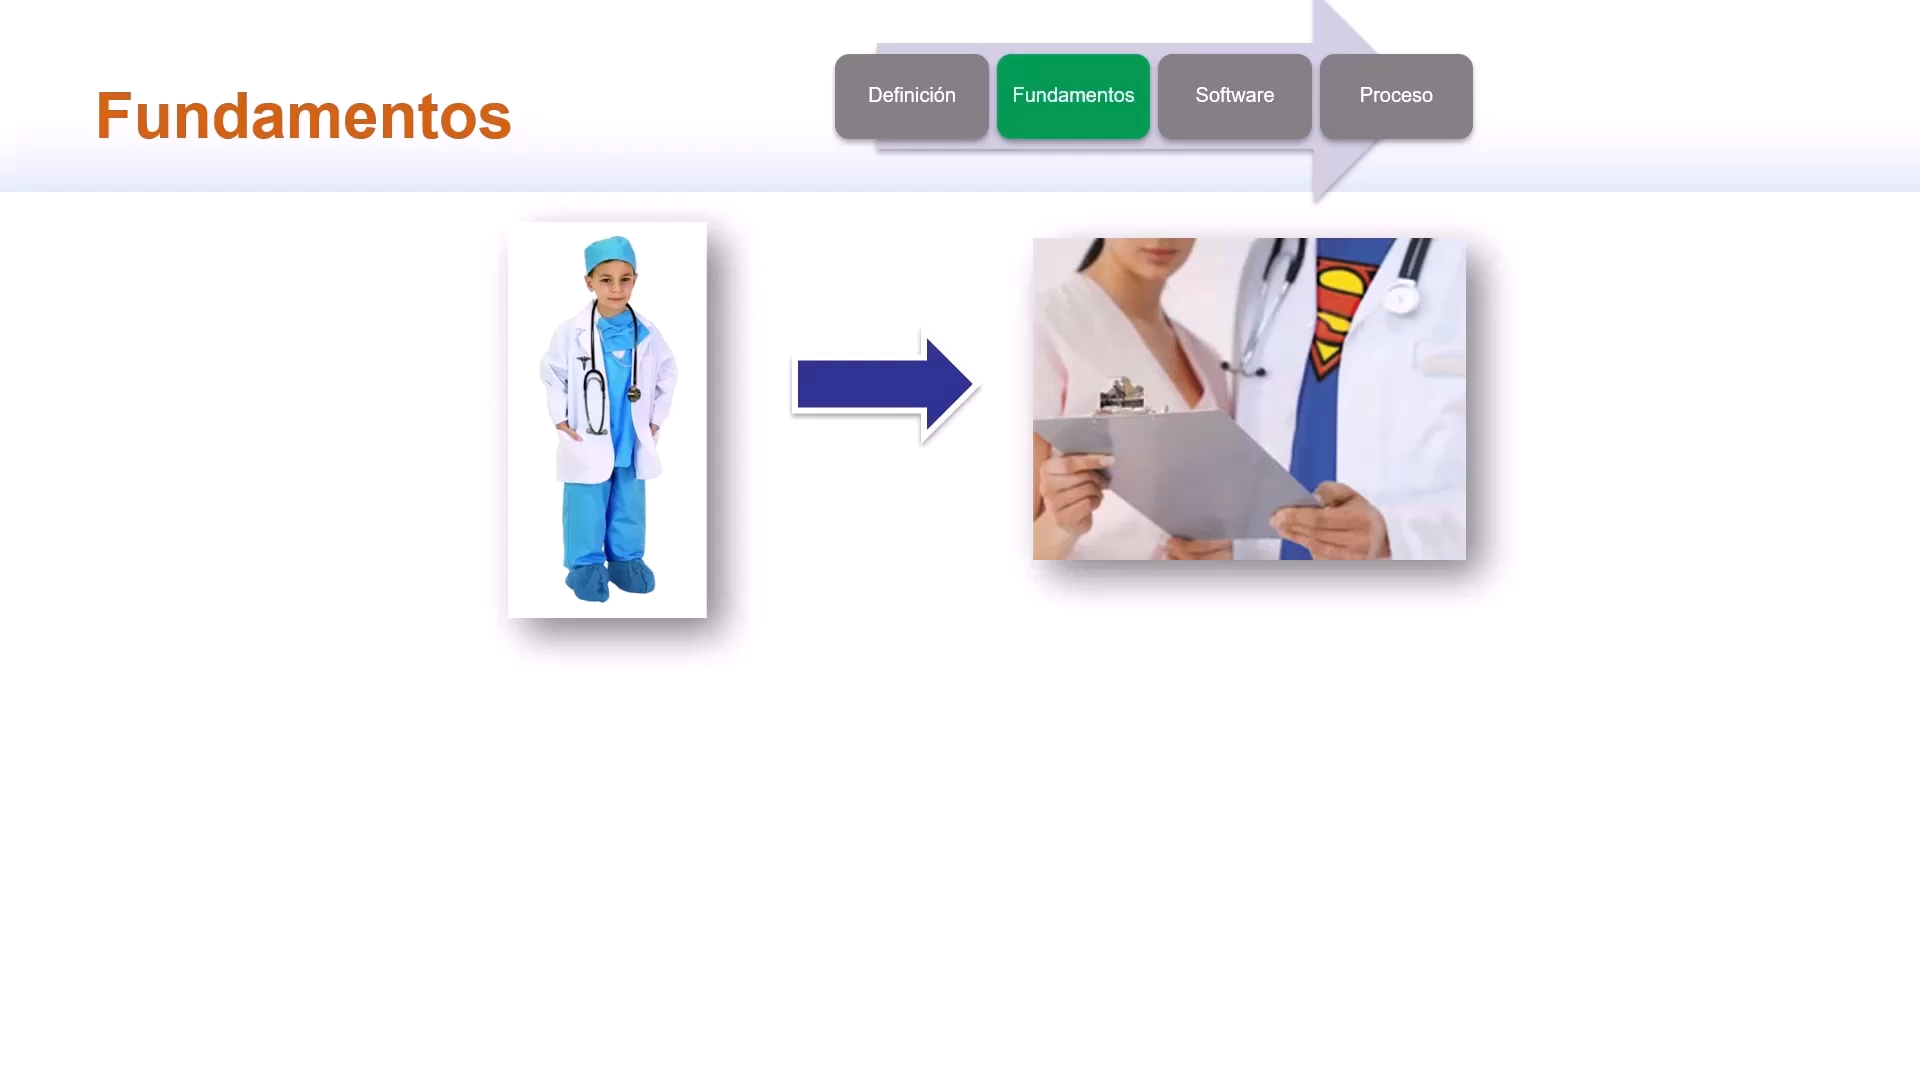 Fundamentos
Definición
Fundamentos
Software
Proceso